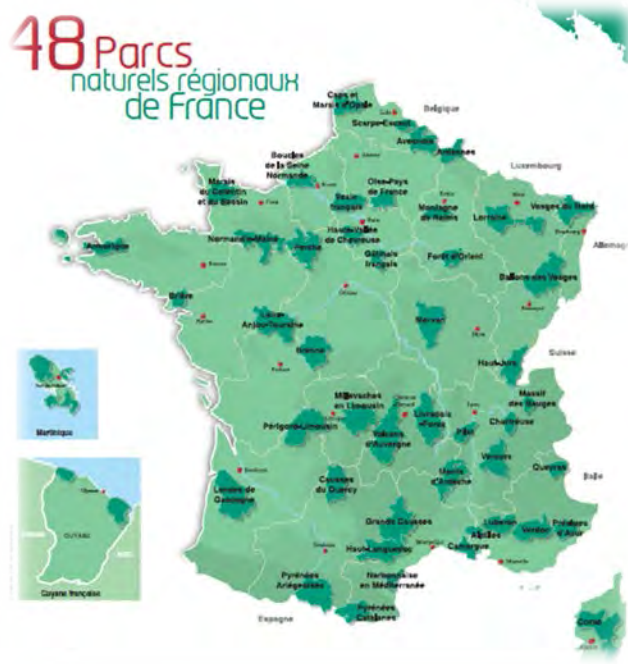 48 Parcs
naturels régionaux
de France
Caps et
Marais d'Opale
Belgique
Scarpe-Escaut
Avesnois
Ardennes
Luxembourg
Boucles
de la Seine
Normande
Marais
du Cotentin
et du Bessin
Oise-Pays
de France
Vexin
français
Montagne
de Reims
Lorraine
Vosges du Nord
Armorique
Normandie-Maine
Perche
Haute-Vallée
de Chevreuse
Gâtinais
français
Forêt d'Orient
Allemagne
Ballons des Vosges
Brière
Loire-
Anjou-Touraine
Brenne
Orléans
Morvan
Haut-Jura
Suisse
Martinique
Millevaches
en Limousin
Périgord-Limousin
Volcans
d'Auvergne
Livradois
-Forez
Pilat
Massif
des Bauges
Chartreuse
Vercors
Queyras
Italie
Landes de
Gascogne
Causses
du Quercy
Monts
d'Ardèche
Grands Causses
Haut-Languedoc
Luberon
Verdon
Préalpes
d'Azur
Alpilles
Camargue
GUYANE
Guyane française
Pyrénées
Ariégeoises
Narbonnaise
en Méditerranée
Pyrénées
Catalanes
Espagne
Corse